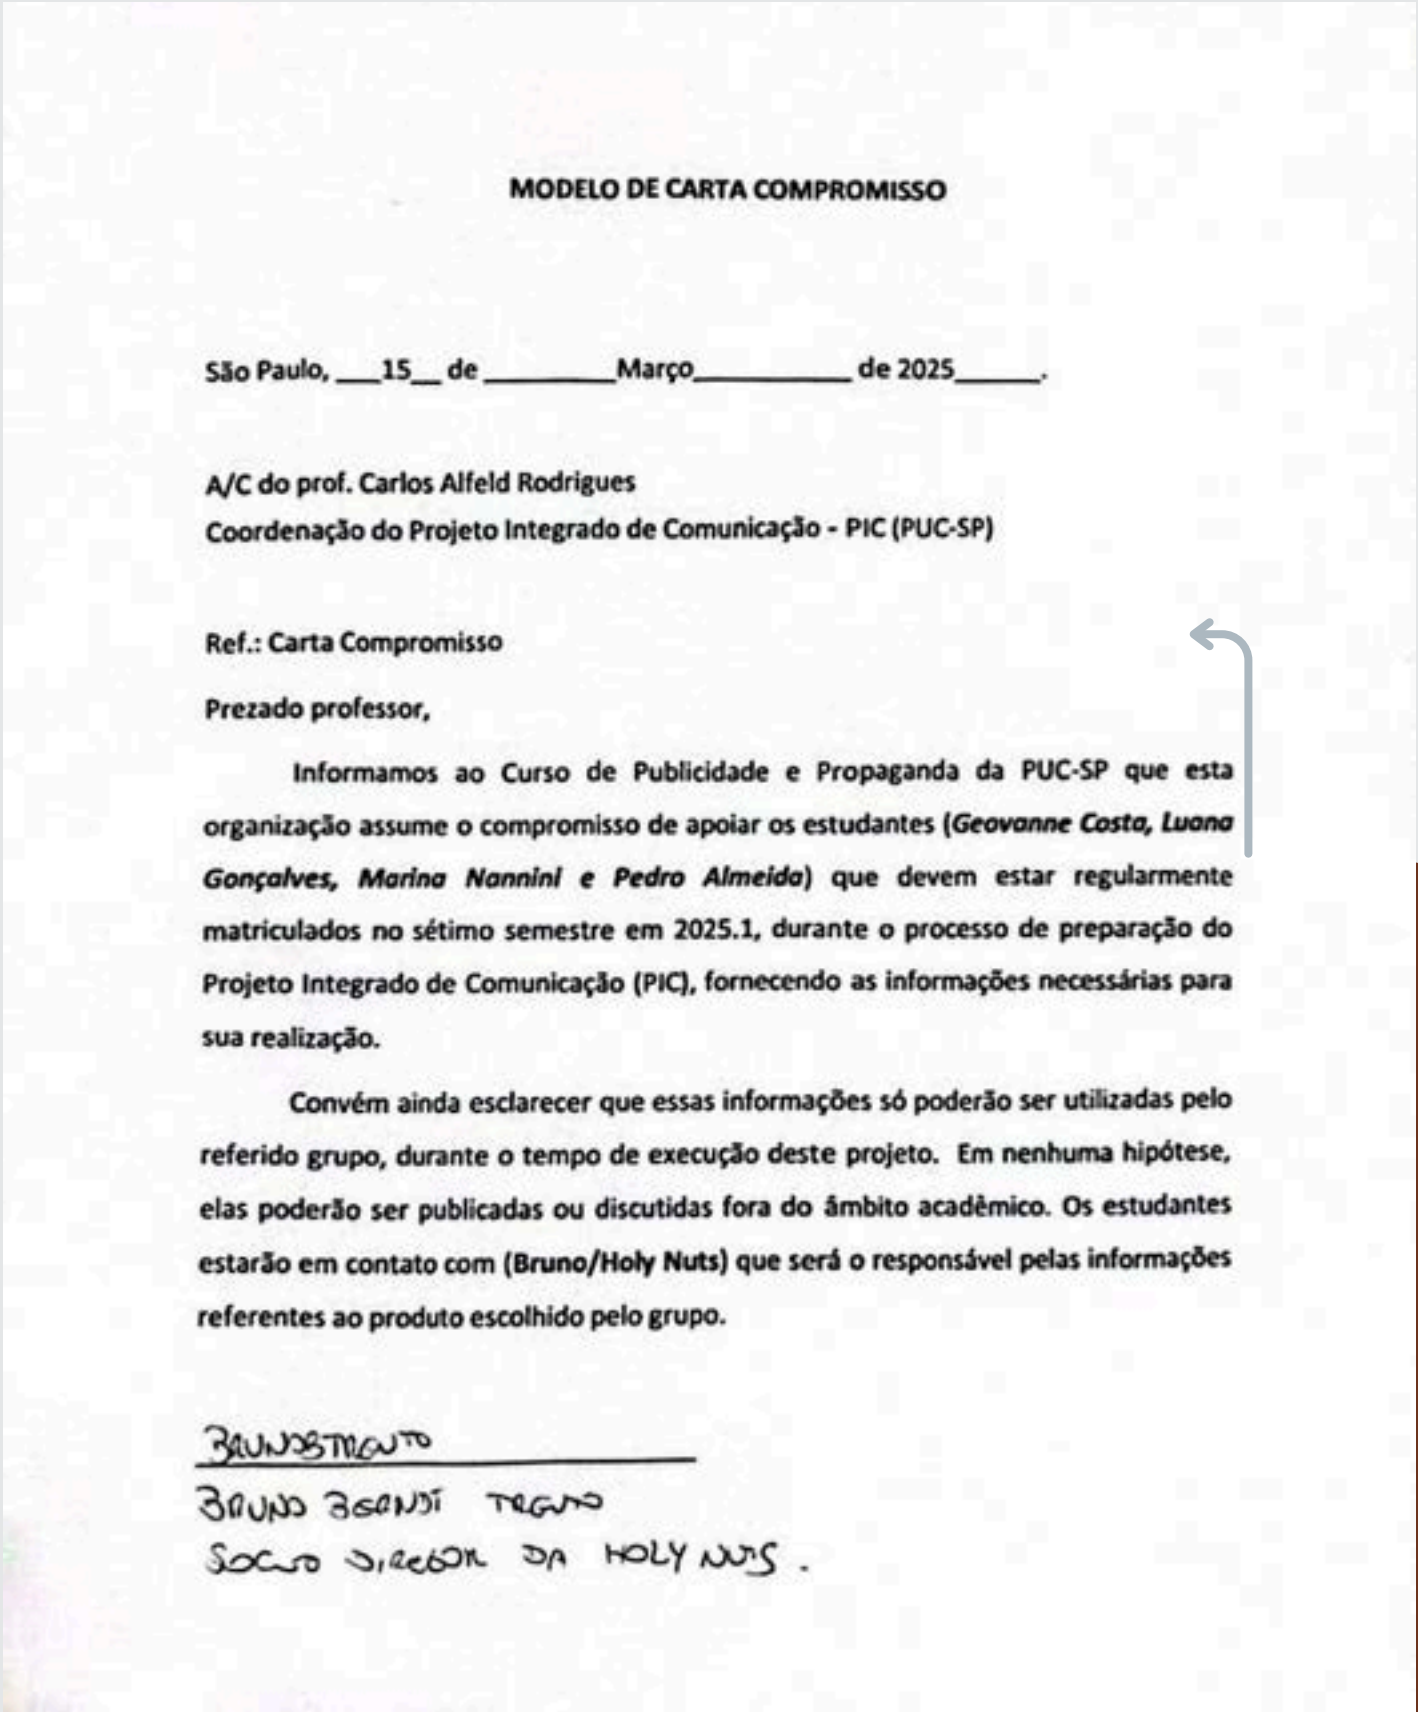 MODELO DE CARTA COMPROMISSO
São Paulo, ___15__ de _________Março___________ de 2025______.
A/C do prof. Carlos Alfeld Rodrigues
Coordenação do Projeto Integrado de Comunicação - PIC (PUC-SP)
Ref.: Carta Compromisso
Prezado professor,
Informamos ao Curso de Publicidade e Propaganda da PUC-SP que esta
organização assume o compromisso de apoiar os estudantes (Geovanne Costa, Luana
Gonçalves, Marina Nannini e Pedro Almeida) que devem estar regularmente
matriculados no sétimo semestre em 2025.1, durante o processo de preparação do
Projeto Integrado de Comunicação (PIC), fornecendo as informações necessárias para
sua realização.
Convém ainda esclarecer que essas informações só poderão ser utilizadas pelo
referido grupo, durante o tempo de execução deste projeto. Em nenhuma hipótese,
elas poderão ser publicadas ou discutidas fora do âmbito acadêmico. Os estudantes
estarão em contato com (Bruno/Holy Nuts) que será o responsável pelas informações
referentes ao produto escolhido pelo grupo.
BRUNO TRENTO
SOCIO DIRETOR DA HOLY NUTS.